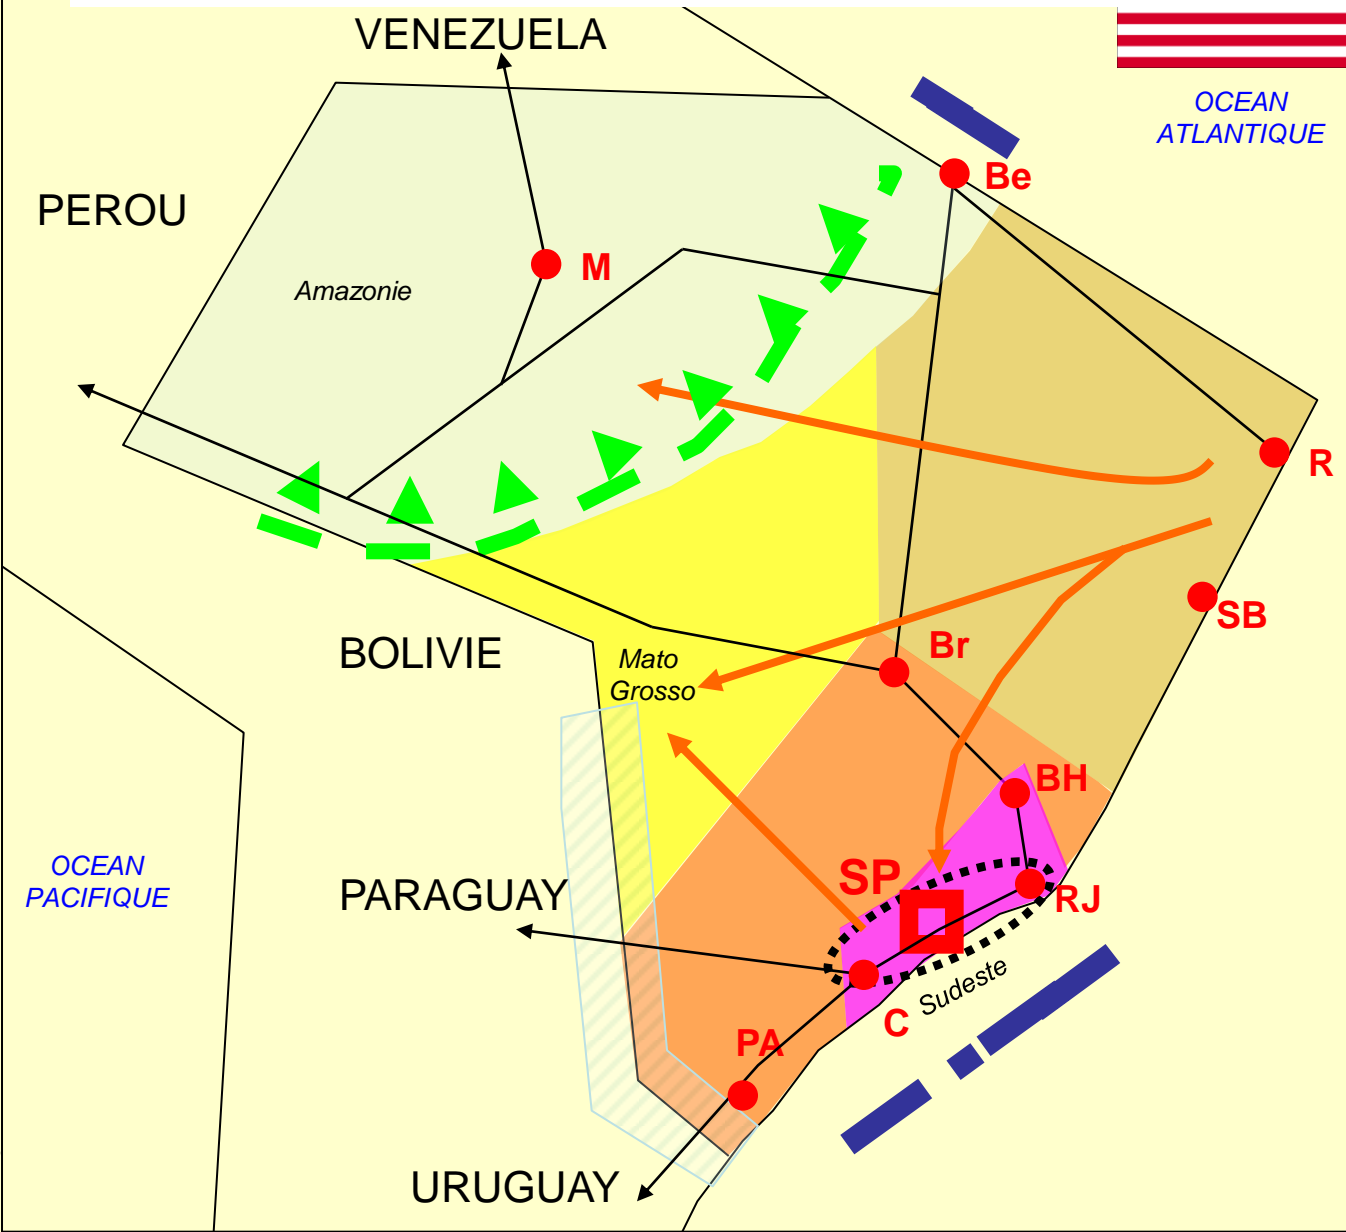 VENEZUELA
OCEAN
ATLANTIQUE
Be
PEROU
M
Amazonie
R
SB
Br
BOLIVIE
Mato
Grosso
BH
OCEAN
PACIFIQUE
SP
PARAGUAY
RJ
Sudeste
C
PA
URUGUAY